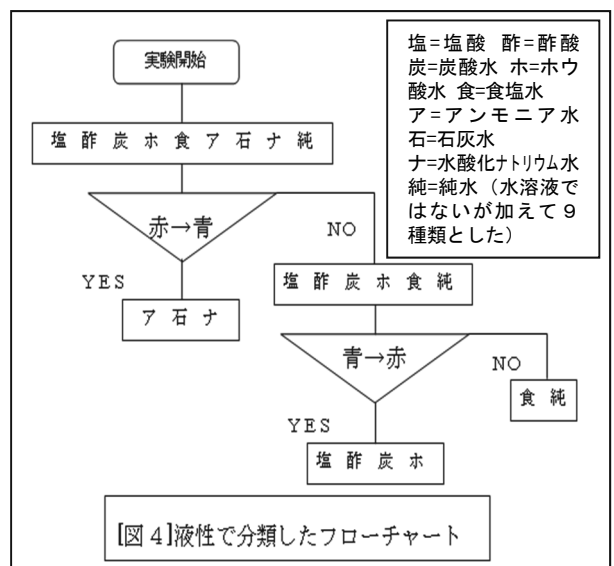 実験開始
塩 酢 炭 ホ 食 ア 石 ナ 純
赤→青
NO
YES
ア 石 ナ
塩 酢 炭 ホ 食 純
青→赤
NO
食 純
YES
塩 酢 炭 ホ
[図4]液性で分類したフローチャート
塩=塩酸 酢=酢酸
炭=炭酸水 ホ=ホウ
酸水 食=食塩水
ア=アンモニア水
石=石灰水
ナ=水酸化ナトリウム水
純=純水（水溶液で
はないが加えて９
種類とした）